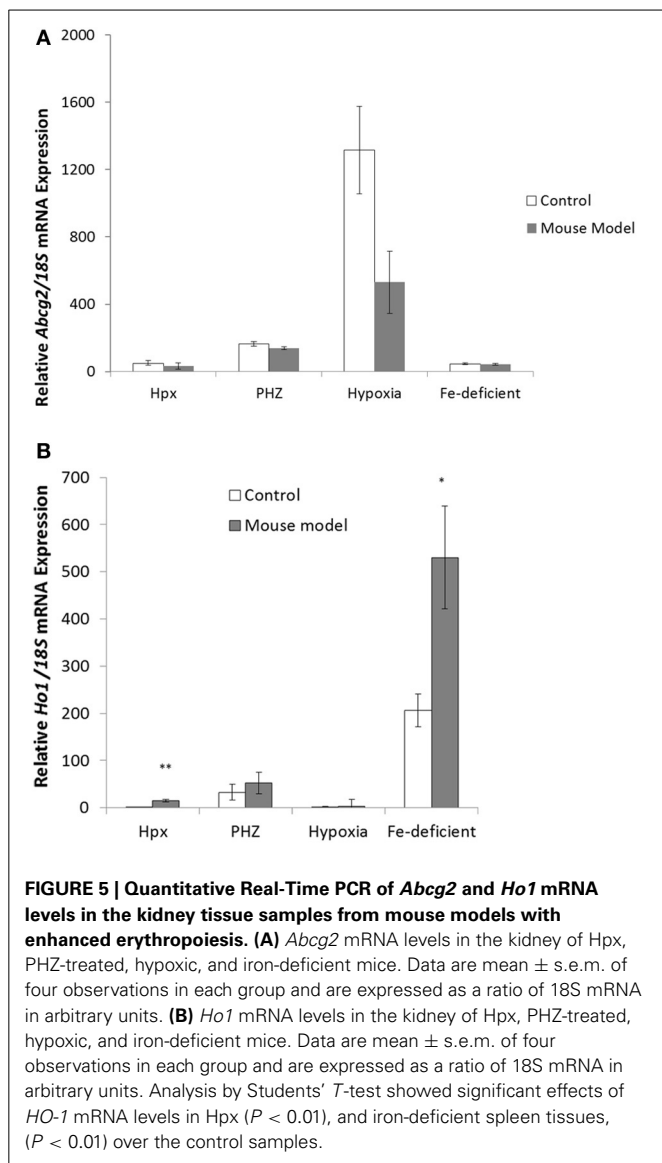 A
2000
1600
1200
800
400
0
Relative Abcg2/18S mRNA Expression
Control
Mouse Model
Hpx PHZ Hypoxia Fe-deficient
B
700
600
500
400
300
200
100
0
Relative Ho1/18S mRNA Expression
Control
Mouse model
**
*
Hpx PHZ Hypoxia Fe-deficient
FIGURE 5 | Quantitative Real-Time PCR of Abcg2 and Ho1 mRNA
levels in the kidney tissue samples from mouse models with
enhanced erythropoiesis. (A) Abcg2 mRNA levels in the kidney of Hpx,
PHZ-treated, hypoxic, and iron-deficient mice. Data are mean ± s.e.m. of
four observations in each group and are expressed as a ratio of 18S mRNA
in arbitrary units. (B) Ho1 mRNA levels in the kidney of Hpx, PHZ-treated,
hypoxic, and iron-deficient mice. Data are mean ± s.e.m. of four
observations in each group and are expressed as a ratio of 18S mRNA in
arbitrary units. Analysis by Students' T-test showed significant effects of
HO-1 mRNA levels in Hpx (P < 0.01), and iron-deficient spleen tissues,
(P < 0.01) over the control samples.